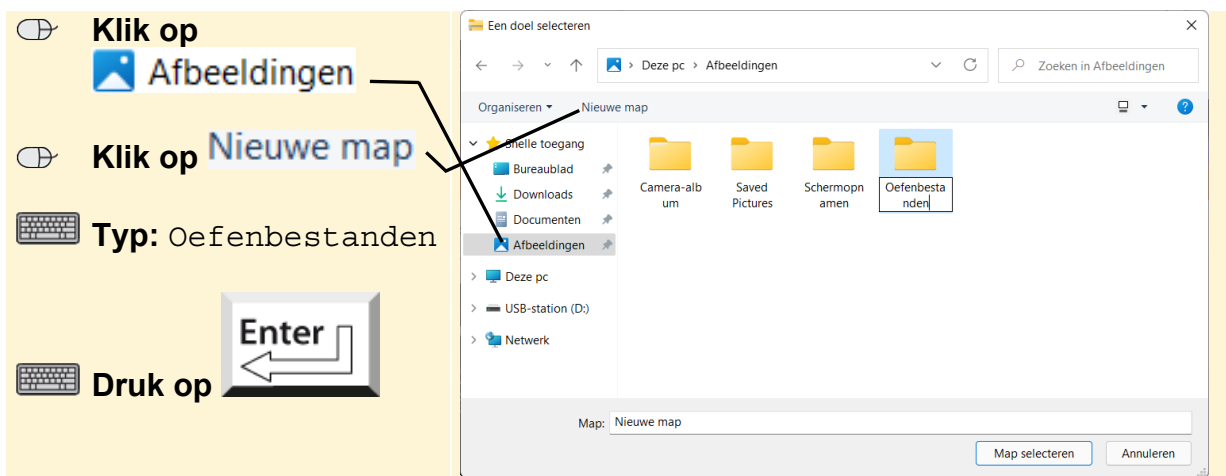 Klik op
Afbeeldingen
Klik op Nieuwe map
Typ: Oefenbestanden
Enter
Druk op
Een doel selecteren
Deze pc > Afbeeldingen
Zoeken in Afbeeldingen
Organiseren
Nieuwe map
?
Snelle toegang
Bureaublad
Downloads
Documenten
Afbeeldingen
Deze pc
USB-station (D:)
Netwerk
Camera-alb
um
Saved
Pictures
Schermopn
amen
Oefenbesta
nden
Map: Nieuwe map
Map selecteren
Annuleren